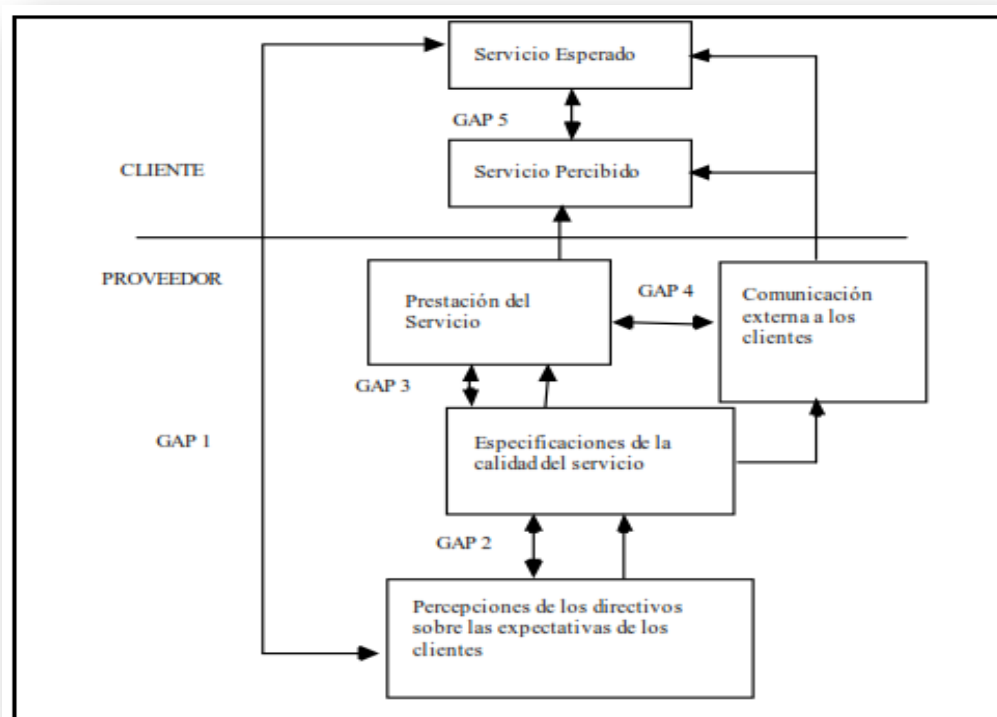 Servicio Esperado
GAP 5
CLIENTE
Servicio Percibido
PROVEEDOR
Prestación del
Servicio
GAP 4
Comunicación
externa a los
clientes
GAP 3
GAP 1
Especificaciones de la
calidad del servicio
GAP 2
Percepciones de los directivos
sobre las expectativas de los
clientes